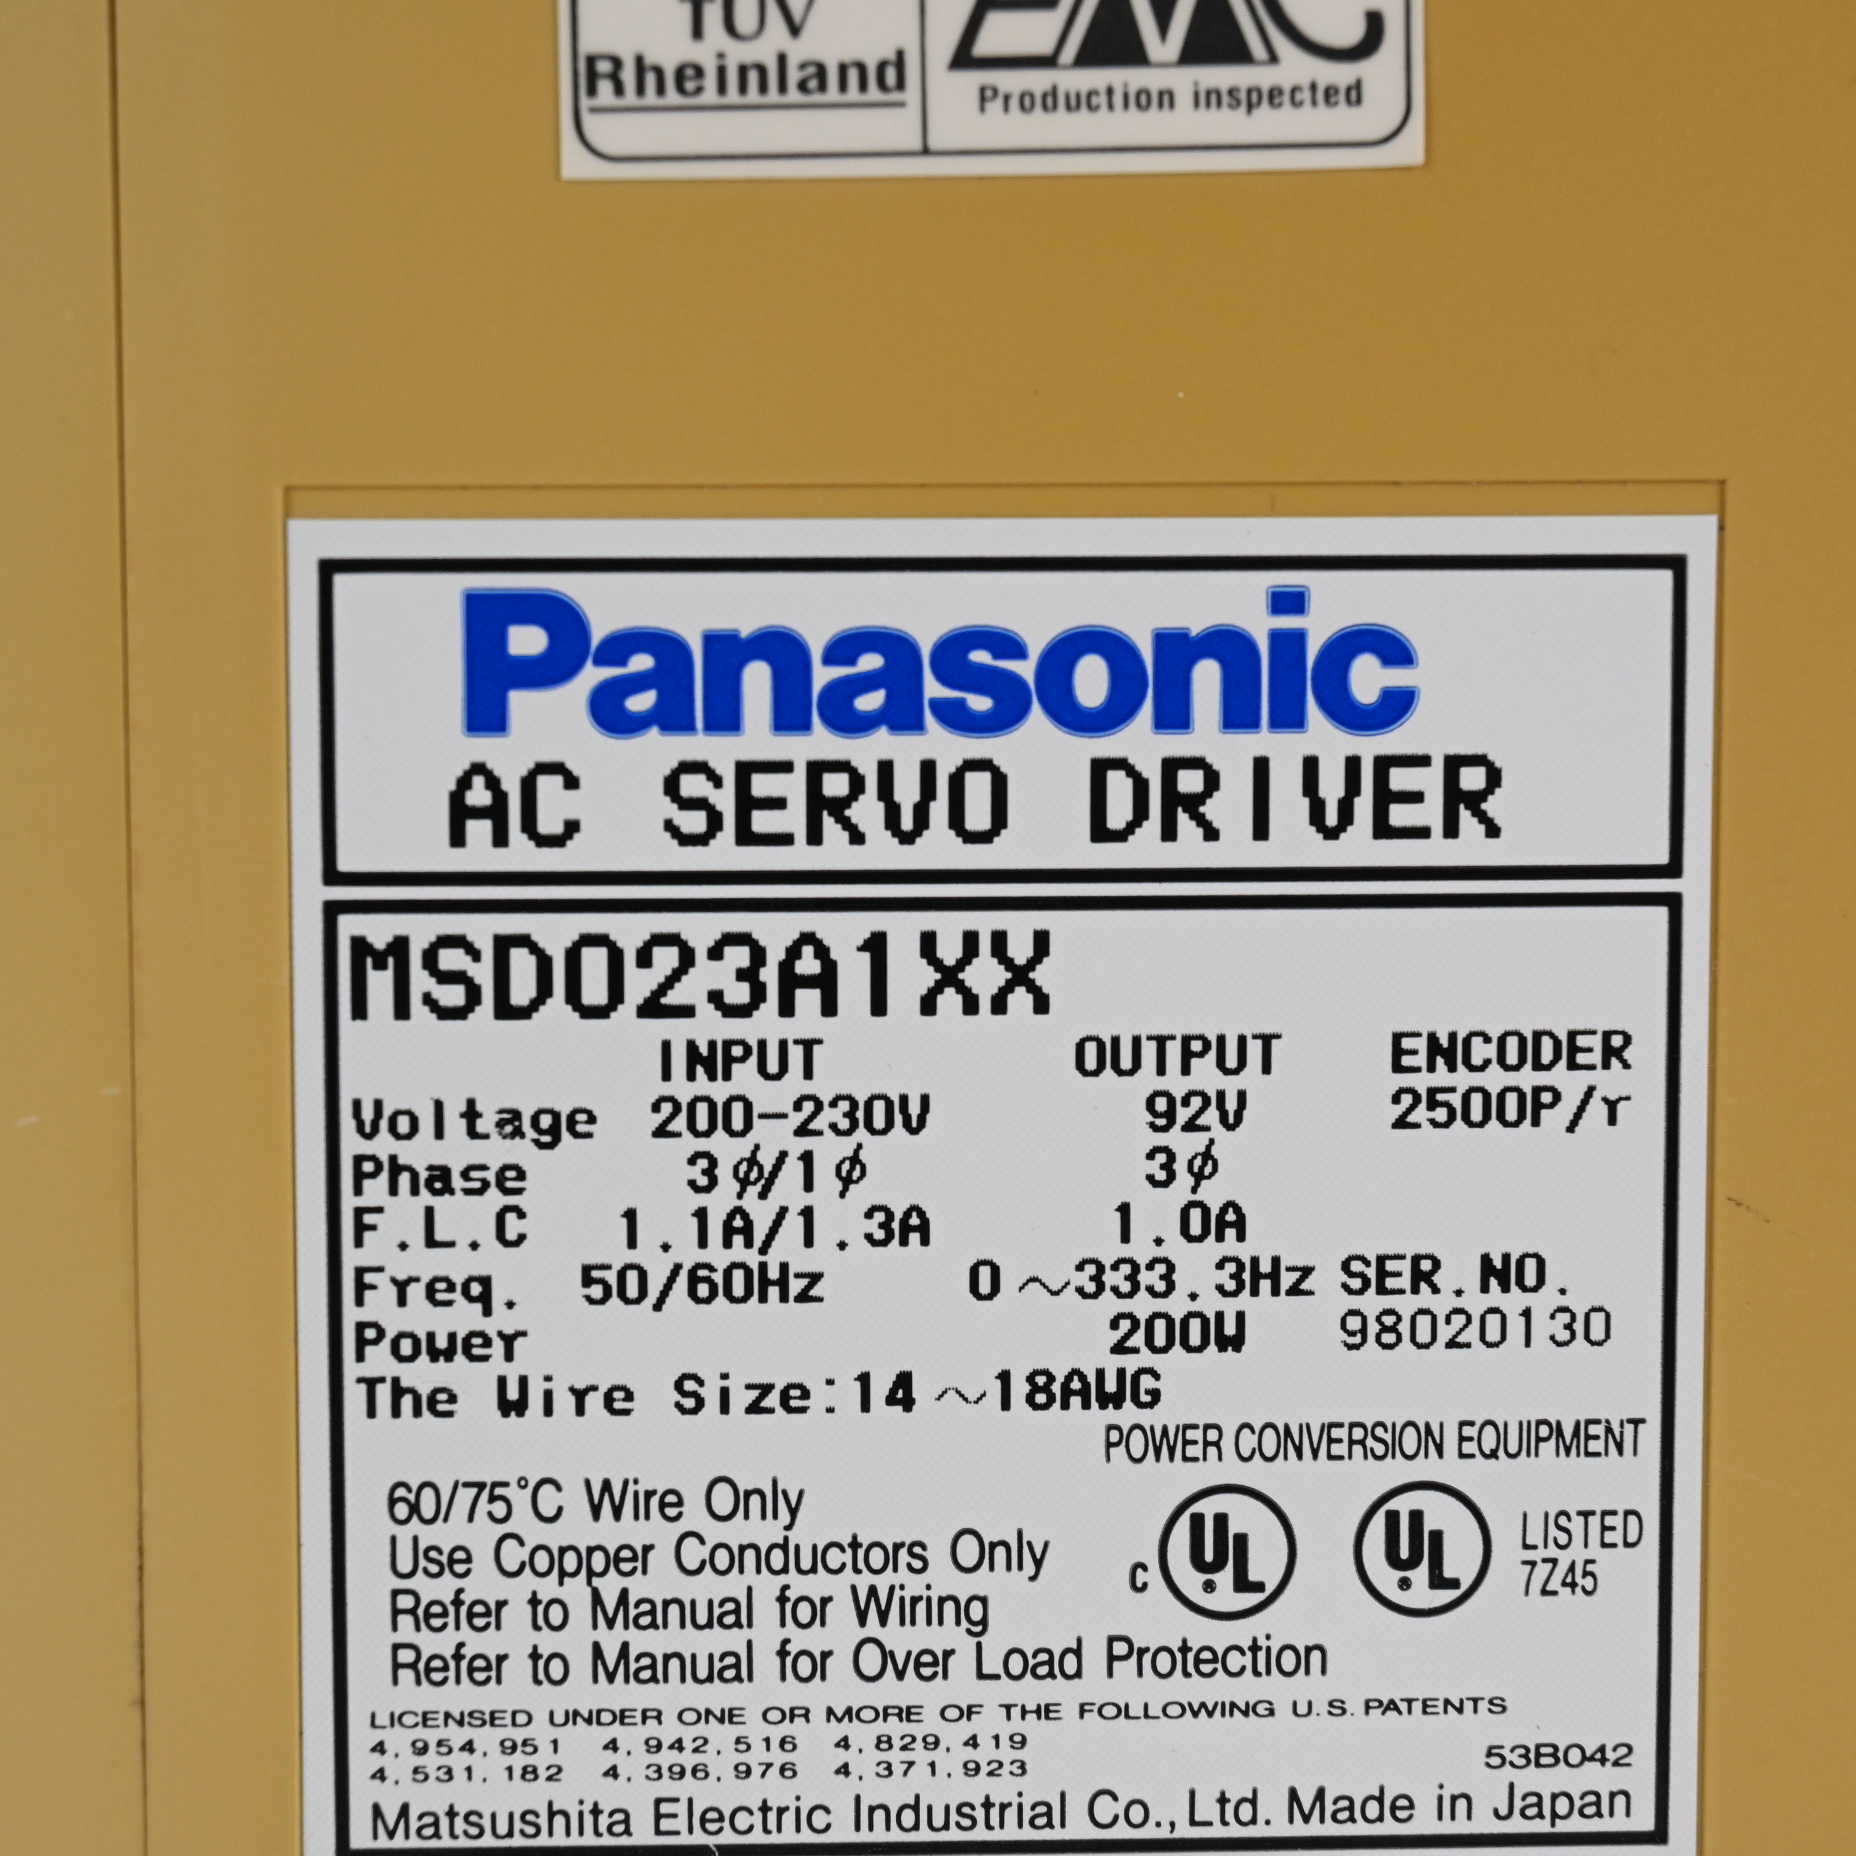 TÜV
Rheinland
EMC
Production inspected
Panasonic
AC SERVO DRIVER
MSD023A1XX
INPUT OUTPUT ENCODER
Voltage 200-230V 92V 2500P/r
Phase 3ϕ/1ϕ 3ϕ
F.L.C 1.1A/1.3A 1.0A
Freq. 50/60Hz 0~333.3Hz SER.NO.
Power 200W 98020130
The Wire Size:14~18AWG
POWER CONVERSION EQUIPMENT
60/75°C Wire Only
Use Copper Conductors Only
Refer to Manual for Wiring
Refer to Manual for Over Load Protection
c UL UL LISTED
7Z45
LICENSED UNDER ONE OR MORE OF THE FOLLOWING U.S. PATENTS
4,954,951 4,942,516 4,829,419
4,531,182 4,396,976 4,371,923
53B042
Matsushita Electric Industrial Co., Ltd. Made in Japan